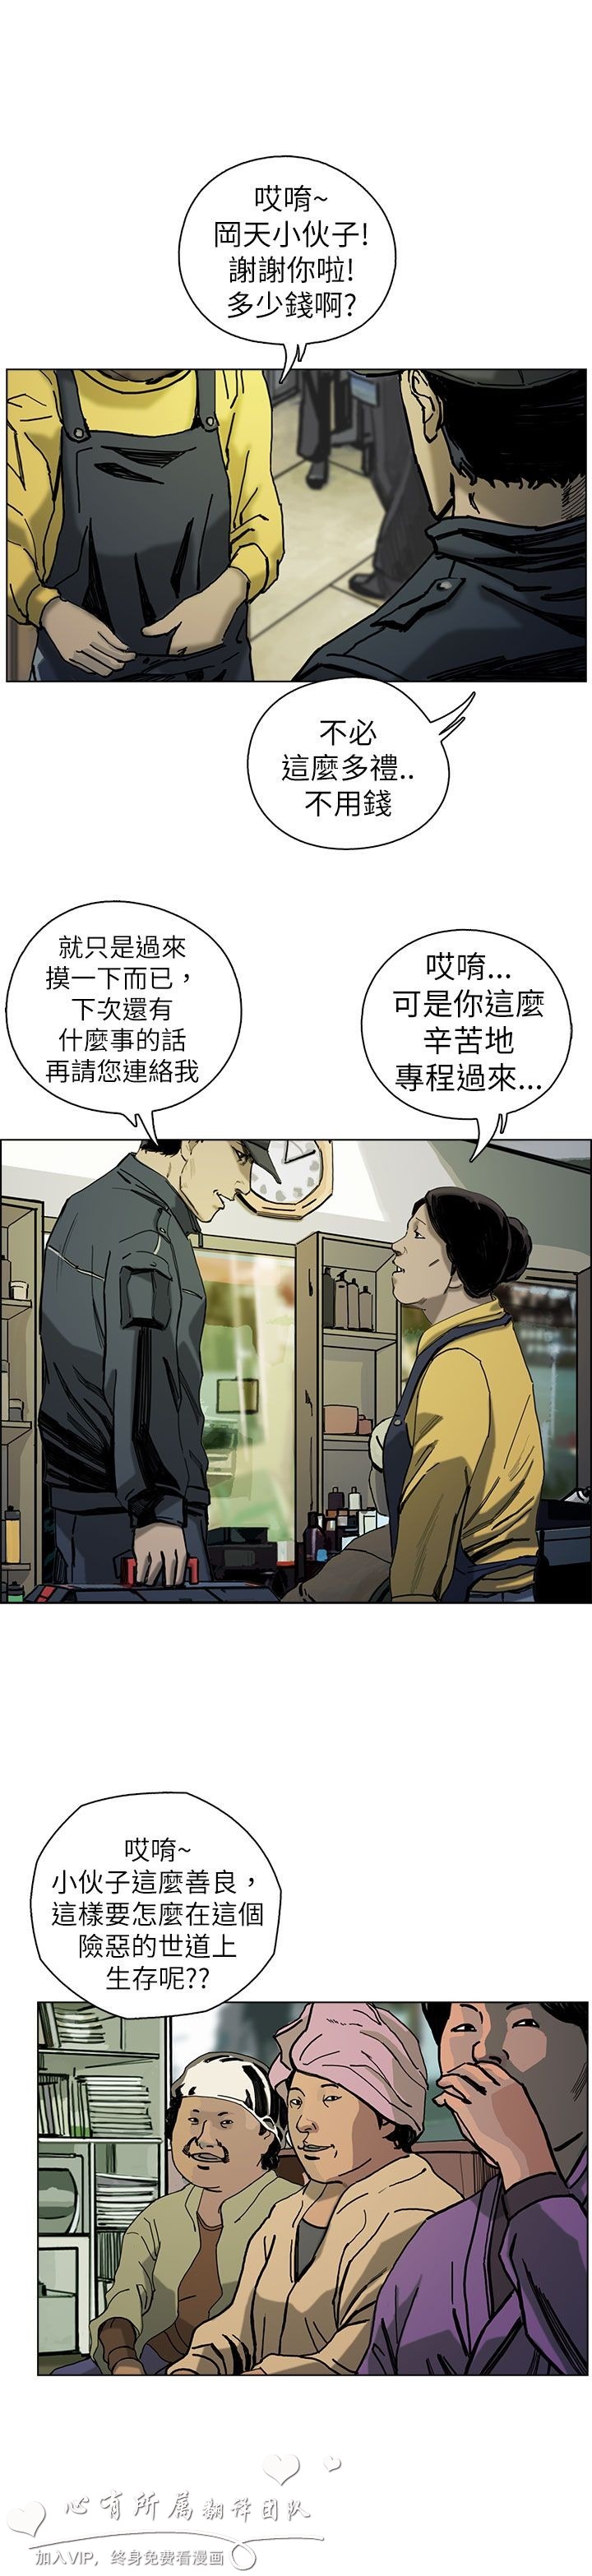 哎唷~
岡天小伙子!
謝謝你啦!
多少錢啊?
不必
這麼多禮..
不用錢
就只是過來
摸一下而已，
下次還有
什麼事的話
再請您連絡我
哎唷...
可是你這麼
辛苦地
專程過來...
哎唷~
小伙子這麼善良，
這樣要怎麼在這個
險惡的世道上
生存呢??
心有所属翻译团队
加入VIP，终身免费看漫画